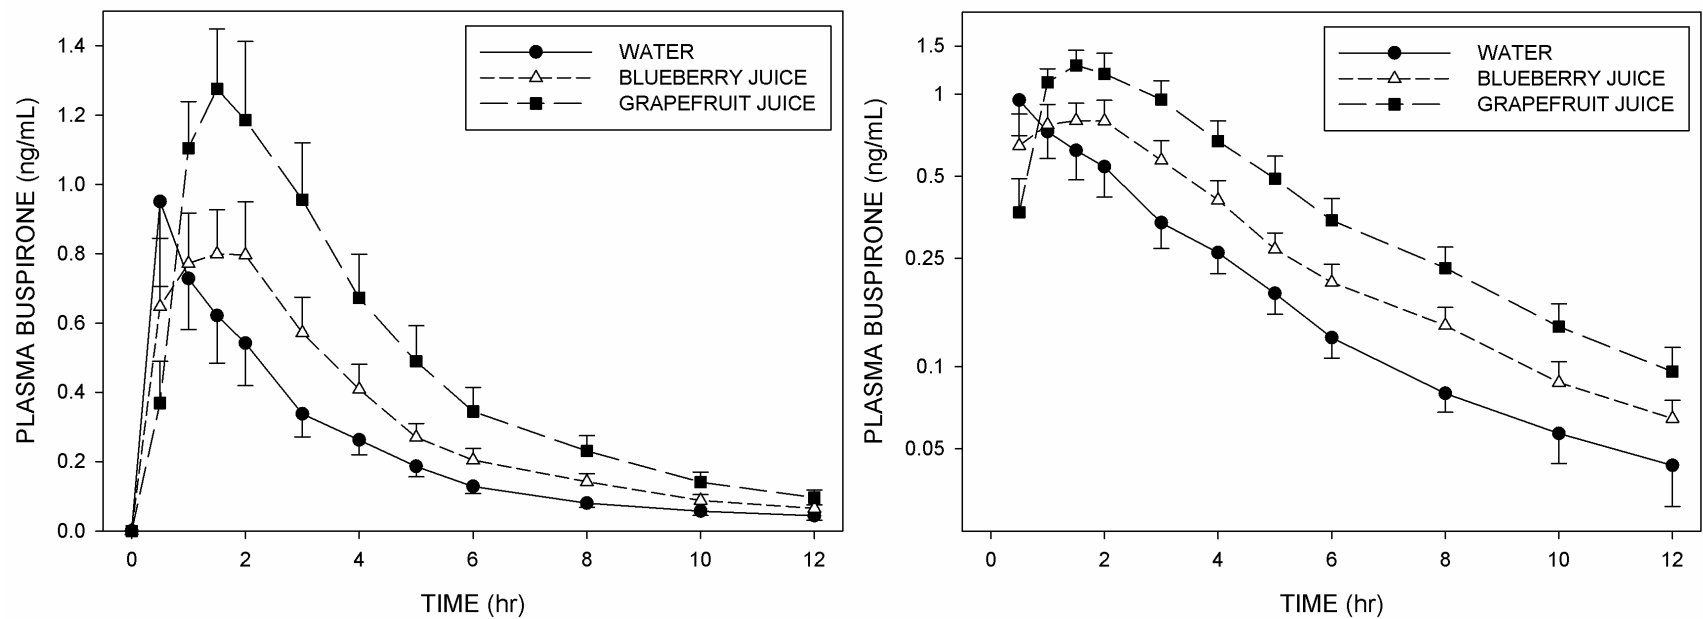 PLASMA BUSPIRONE (ng/mL)
1.4
1.2
1.0
0.8
0.6
0.4
0.2
0.0
WATER
BLUEBERRY JUICE
GRAPEFRUIT JUICE
0 2 4 6 8 10 12
TIME (hr)
PLASMA BUSPIRONE (ng/mL)
1.5
1
0.5
0.25
0.1
0.05
WATER
BLUEBERRY JUICE
GRAPEFRUIT JUICE
0 2 4 6 8 10 12
TIME (hr)